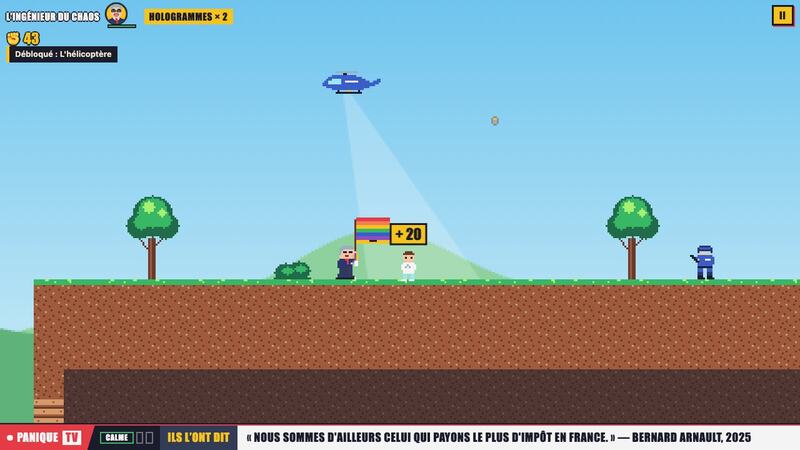 L'INGÉNIEUR DU CHAOS
HOLOGRAMMES × 2
43
Débloqué : L'hélicoptère
+ 20
PANIQUE TV
CALME
ILS L'ONT DIT
« NOUS SOMMES D'AILLEURS CELUI QUI PAYONS LE PLUS D'IMPÔT EN FRANCE. » — BERNARD ARNAULT, 2025